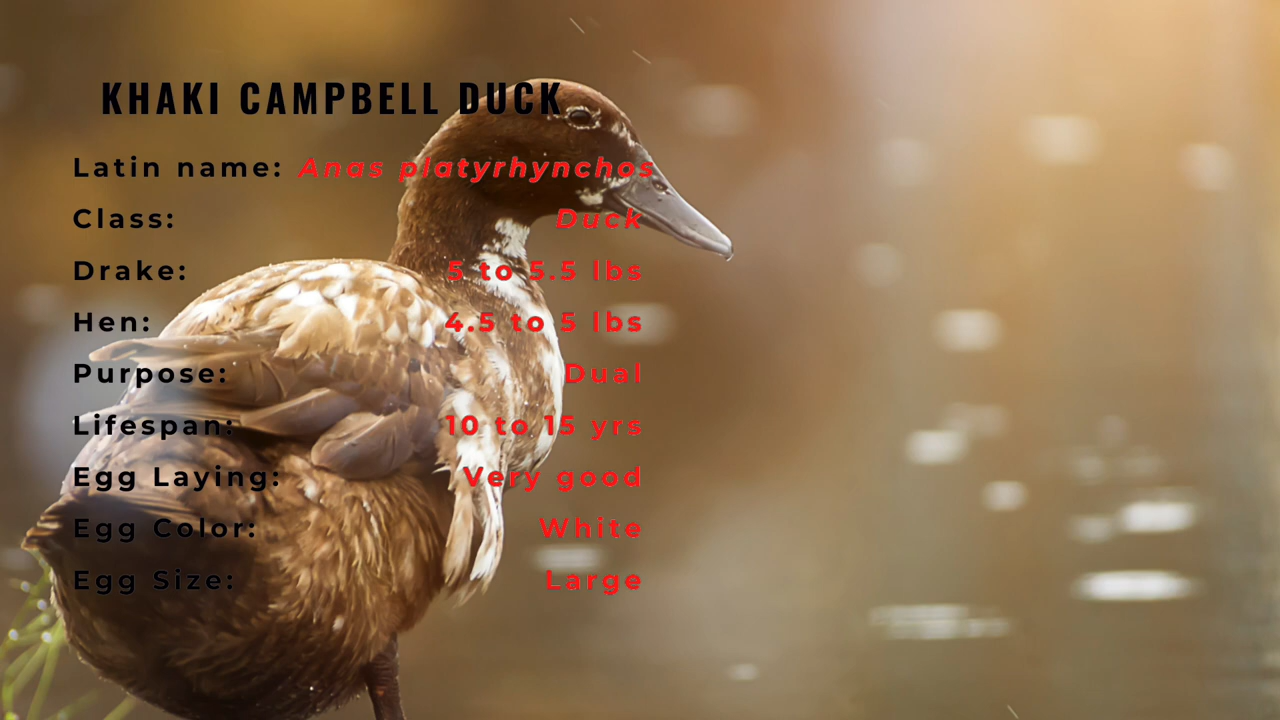 KHAKI CAMPBELL DUCK
Latin name: Anas platyrhynchos
Class: Duck
Drake: 5 to 5.5 lbs
Hen: 4.5 to 5 lbs
Purpose: Dual
Lifespan: 10 to 15 yrs
Egg Laying: Very good
Egg Color: White
Egg Size: Large